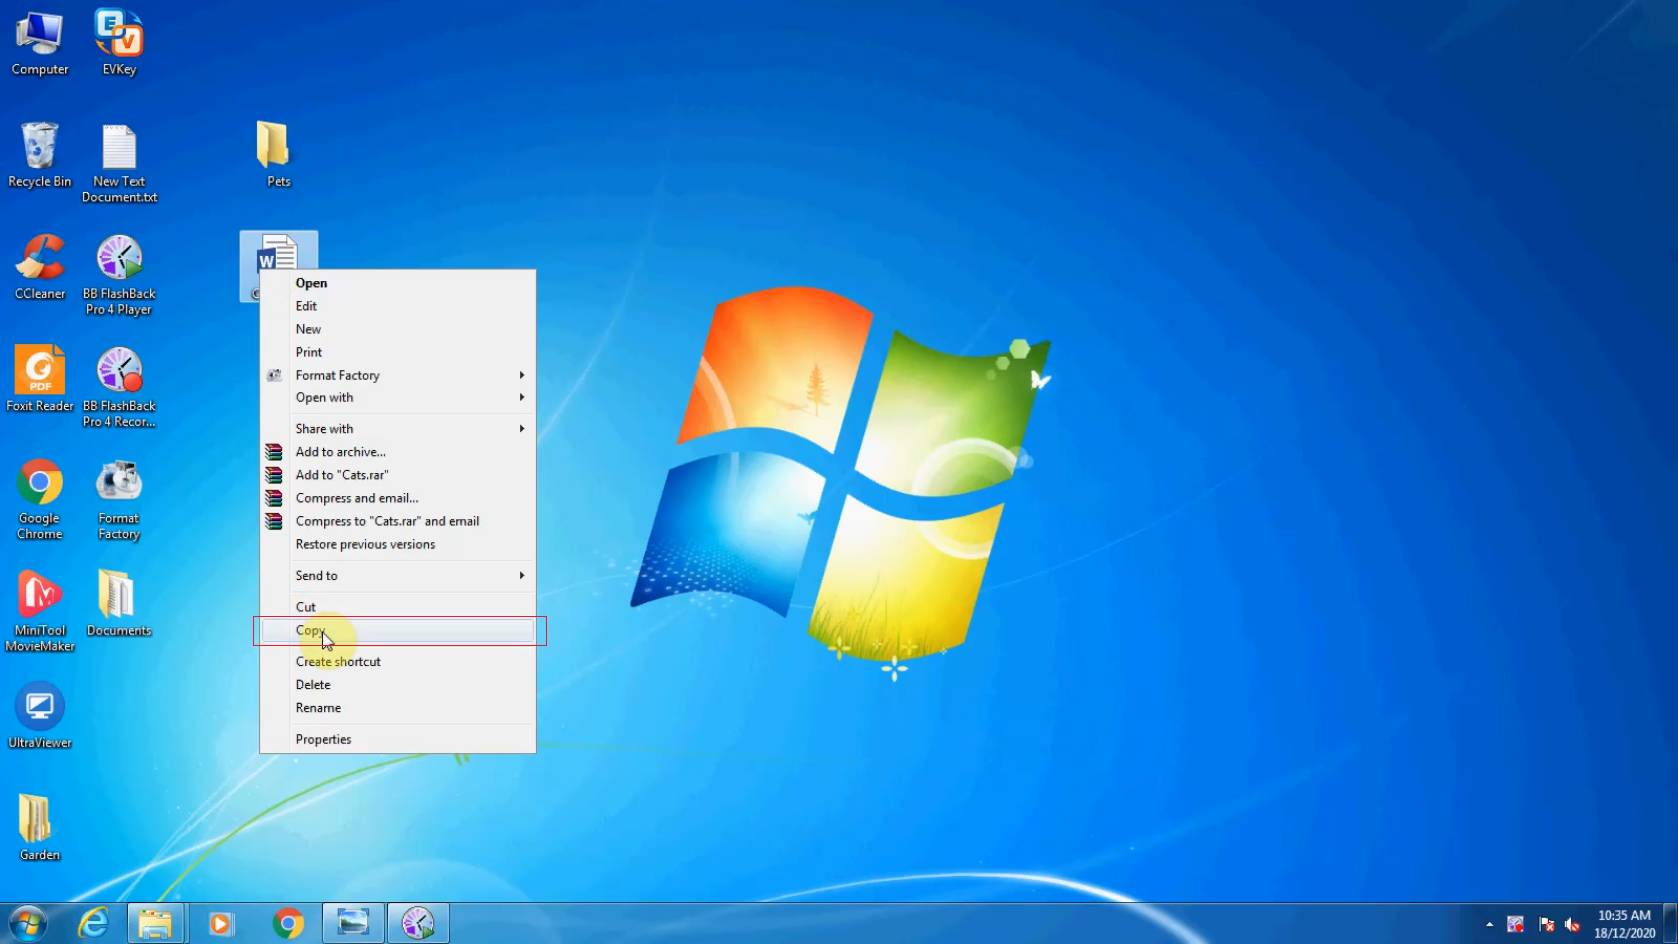 Computer
EVKey
Recycle Bin
New Text
Document.txt
Pets
CCleaner
BB FlashBack
Pro 4 Player
W
Foxit Reader
PDF
BB FlashBack
Pro 4 Recor...
Google
Chrome
Format
Factory
MiniTool
MovieMaker
Documents
UltraViewer
Garden
Open
Edit
New
Print
Format Factory
Open with
Share with
Add to archive...
Add to "Cats.rar"
Compress and email...
Compress to "Cats.rar" and email
Restore previous versions
Send to
Cut
Copy
Create shortcut
Delete
Rename
Properties
10:35 AM
18/12/2020